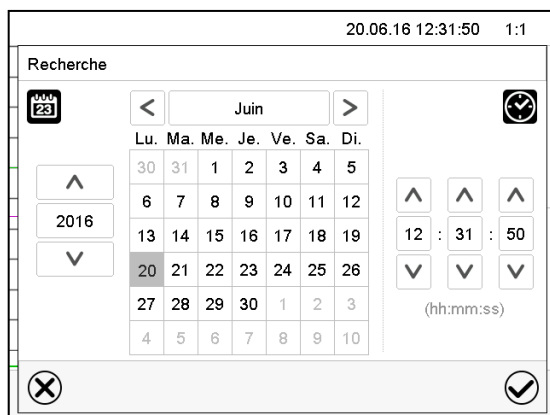 20.06.16 12:31:50 1:1
Recherche
23
< Juin >
Lu. Ma. Me. Je. Ve. Sa. Di.
30 31 1 2 3 4 5
6 7 8 9 10 11 12
13 14 15 16 17 18 19
20 21 22 23 24 25 26
27 28 29 30 1 2 3
4 5 6 7 8 9 10
2016
12 : 31 : 50
(hh:mm:ss)